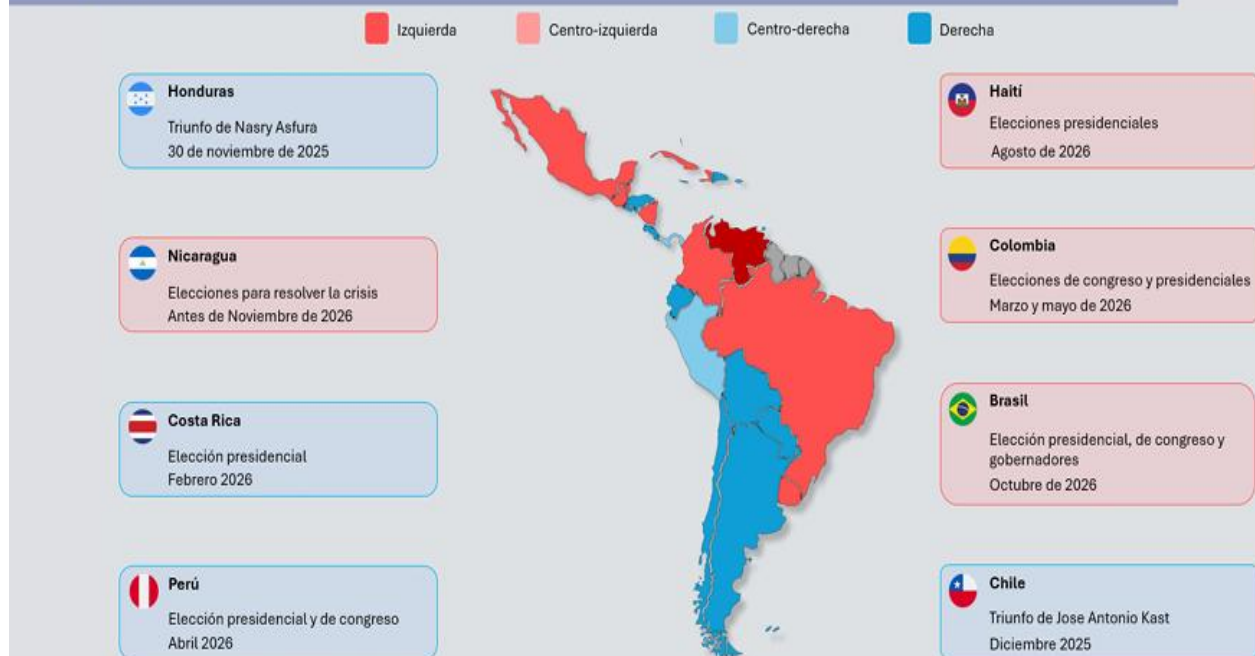 Izquierda
Centro-izquierda
Centro-derecha
Derecha
Honduras
Triunfo de Nasry Asfura
30 de noviembre de 2025
Nicaragua
Elecciones para resolver la crisis
Antes de Noviembre de 2026
Costa Rica
Elección presidencial
Febrero 2026
Perú
Elección presidencial y de congreso
Abril 2026
Haití
Elecciones presidenciales
Agosto de 2026
Colombia
Elecciones de congreso y presidenciales
Marzo y mayo de 2026
Brasil
Elección presidencial, de congreso y
gobernadores
Octubre de 2026
Chile
Triunfo de Jose Antonio Kast
Diciembre 2025